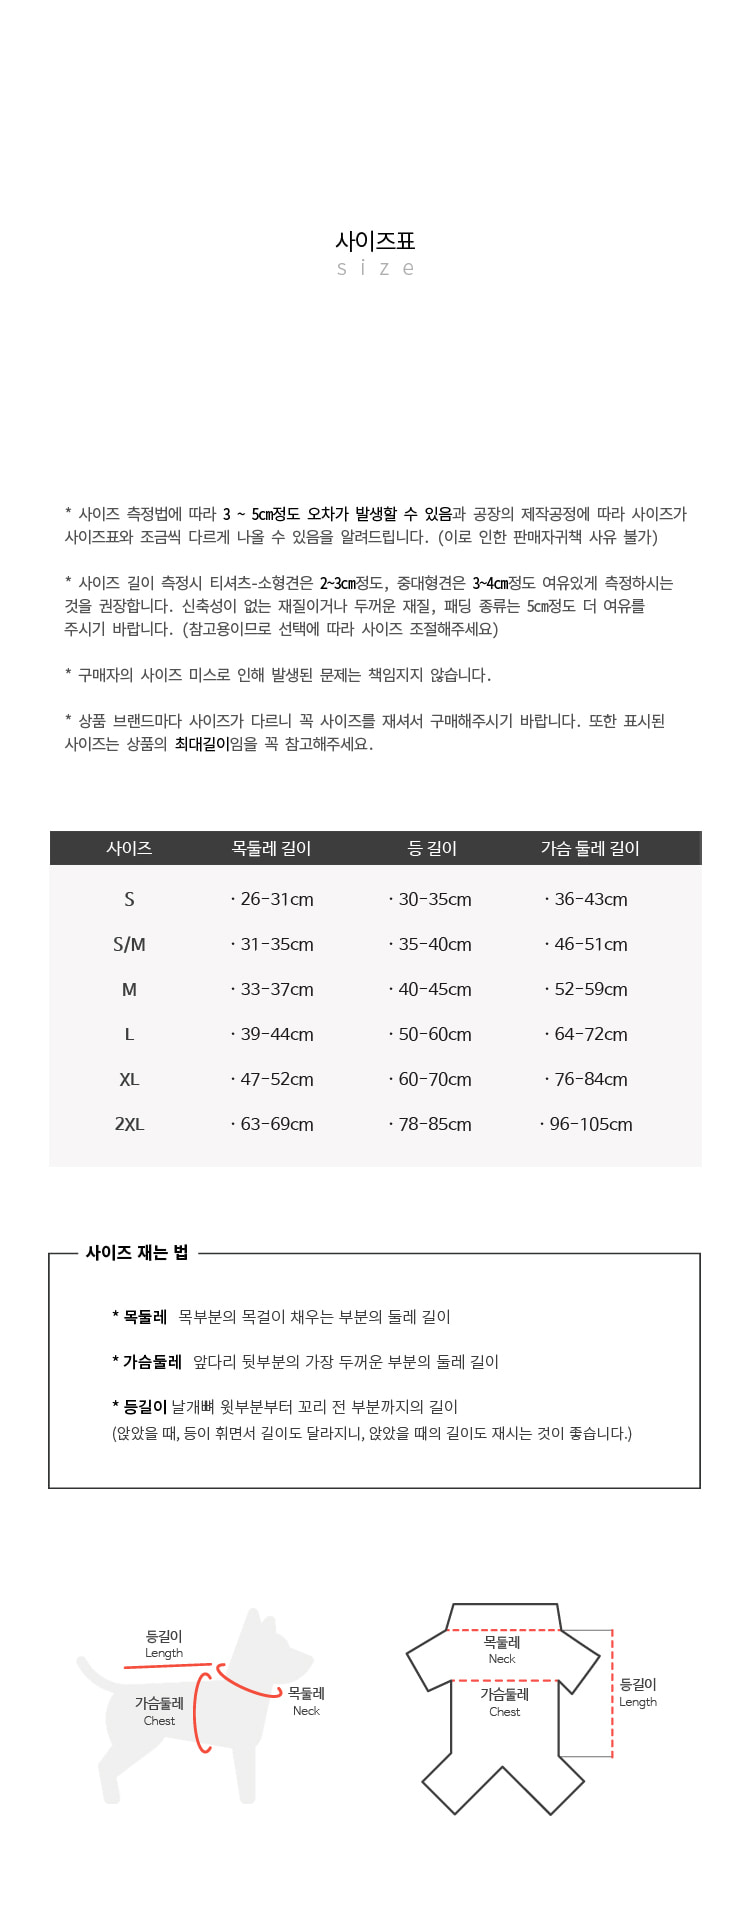 사이즈표
size
* 사이즈 측정법에 따라 3 ~ 5cm정도 오차가 발생할 수 있음과 공장의 제작공정에 따라 사이즈가
사이즈표와 조금씩 다르게 나올 수 있음을 알려드립니다. (이로 인한 판매자귀책 사유 불가)
* 사이즈 길이 측정시 티셔츠-소형견은 2~3cm정도, 중대형견은 3~4cm정도 여유있게 측정하시는
것을 권장합니다. 신축성이 없는 재질이거나 두꺼운 재질, 패딩 종류는 5cm정도 더 여유를
주시기 바랍니다. (참고용이므로 선택에 따라 사이즈 조절해주세요)
* 구매자의 사이즈 미스로 인해 발생된 문제는 책임지지 않습니다.
* 상품 브랜드마다 사이즈가 다르니 꼭 사이즈를 재셔서 구매해주시기 바랍니다. 또한 표시된
사이즈는 상품의 최대길이임을 꼭 참고해주세요.
사이즈 목둘레 길이 등 길이 가슴 둘레 길이
S · 26-31cm · 30-35cm · 36-43cm
S/M · 31-35cm · 35-40cm · 46-51cm
M · 33-37cm · 40-45cm · 52-59cm
L · 39-44cm · 50-60cm · 64-72cm
XL · 47-52cm · 60-70cm · 76-84cm
2XL · 63-69cm · 78-85cm · 96-105cm
사이즈 재는 법
* 목둘레 목부분의 목걸이 채우는 부분의 둘레 길이
* 가슴둘레 앞다리 뒷부분의 가장 두꺼운 부분의 둘레 길이
* 등길이 날개뼈 윗부분부터 꼬리 전 부분까지의 길이
(앉았을 때, 등이 휘면서 길이도 달라지니, 앉았을 때의 길이도 재시는 것이 좋습니다.)
등길이
Length
가슴둘레
Chest
목둘레
Neck
목둘레
Neck
가슴둘레
Chest
등길이
Length